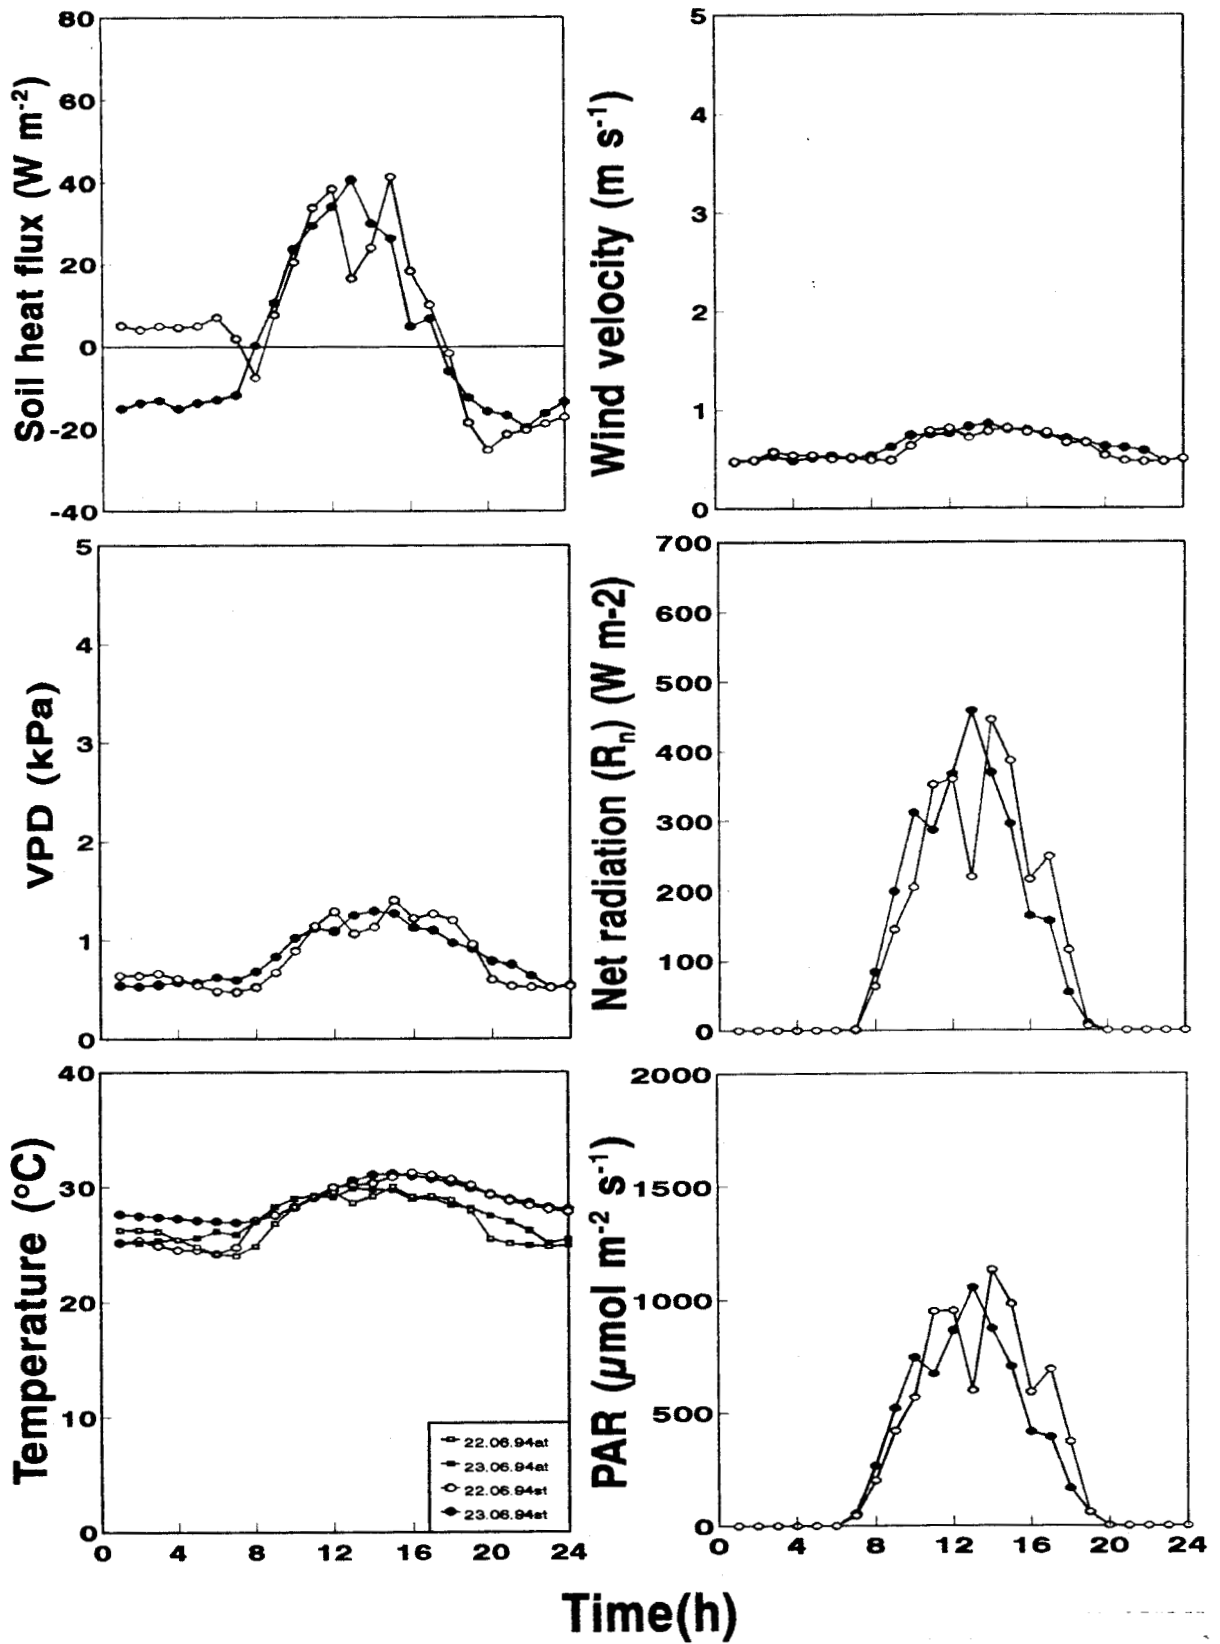 80
60
40
20
0
-20
-40
Soil heat flux (W m-2)
5
4
3
2
1
0
Wind velocity (m s-1)
5
4
3
2
1
0
VPD (kPa)
700
600
500
400
300
200
100
0
Net radiation (Rn) (W m-2)
40
30
20
10
0
Temperature (°C)
22.06.94at
23.06.94at
22.06.94st
23.06.94st
0 4 8 12 16 20 24
2000
1500
1000
500
0
PAR (µmol m-2 s-1)
0 4 8 12 16 20 24
Time(h)